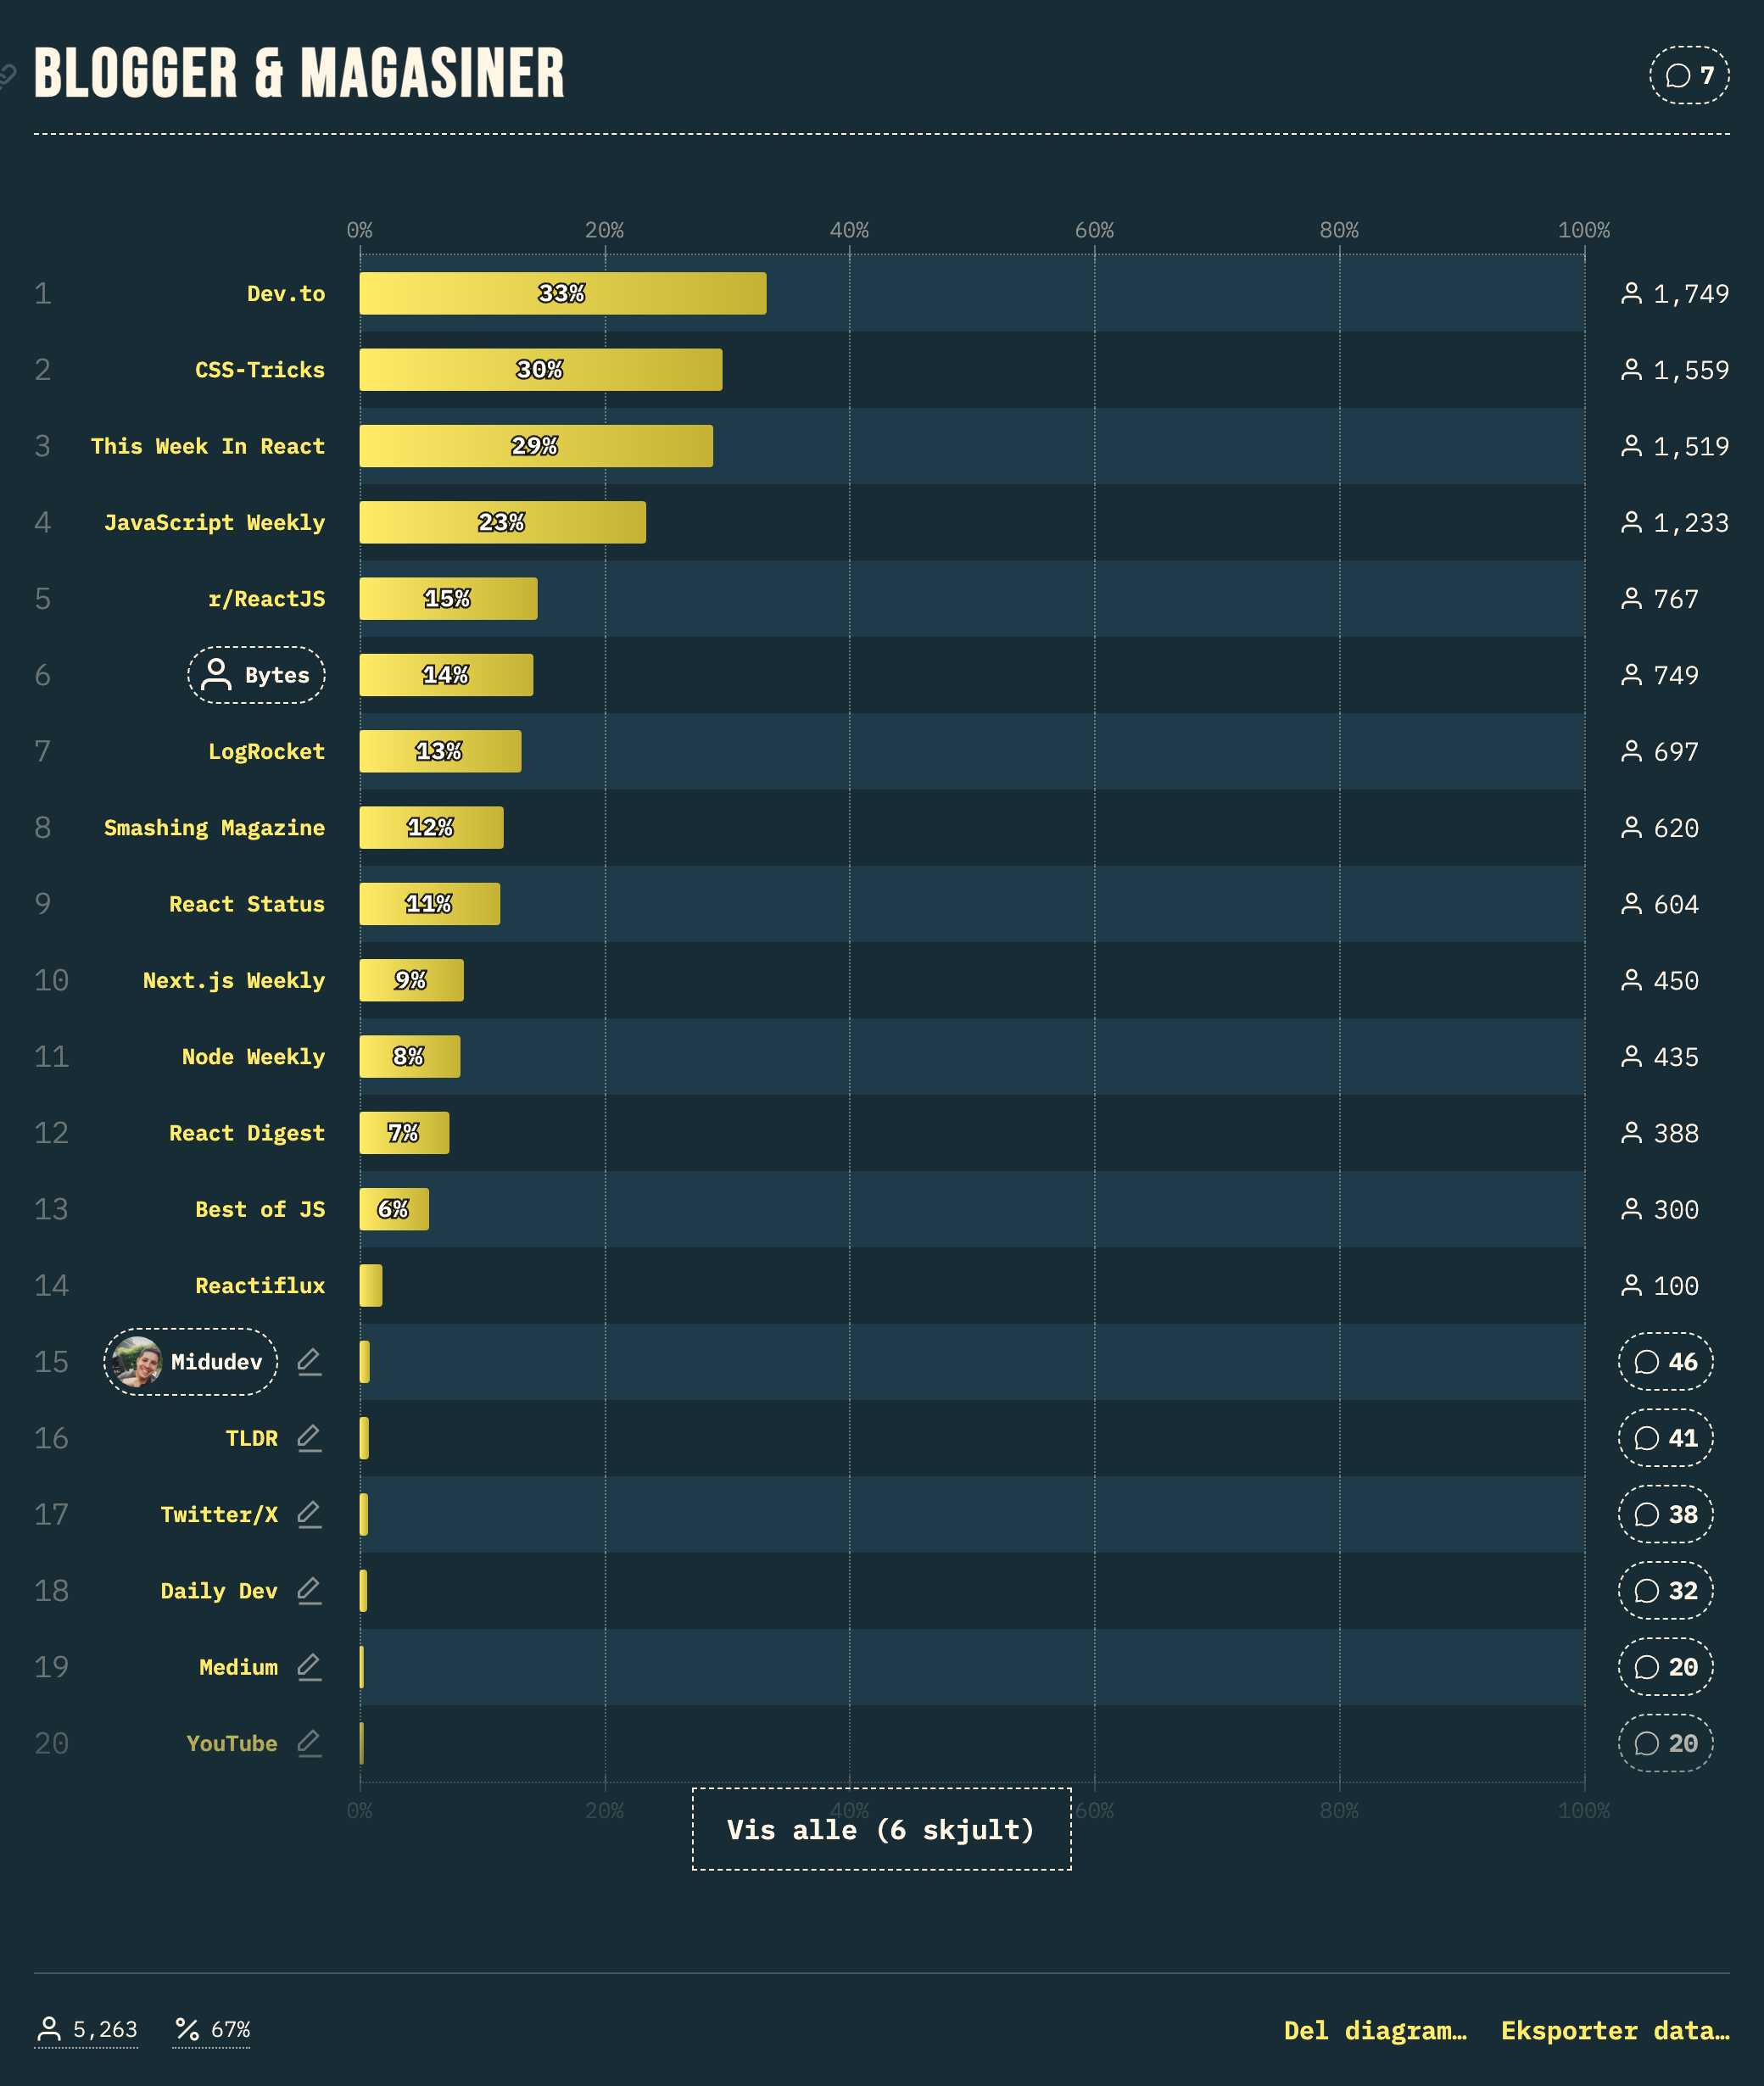 BLOGGER & MAGASINER
7
0% 20% 40% 60% 80% 100%
1 Dev.to 33% 1,749
2 CSS-Tricks 30% 1,559
3 This Week In React 29% 1,519
4 JavaScript Weekly 23% 1,233
5 r/ReactJS 15% 767
6 Bytes 14% 749
7 LogRocket 13% 697
8 Smashing Magazine 12% 620
9 React Status 11% 604
10 Next.js Weekly 9% 450
11 Node Weekly 8% 435
12 React Digest 7% 388
13 Best of JS 6% 300
14 Reactiflux 100
15 Midudev 46
16 TLDR 41
17 Twitter/X 38
18 Daily Dev 32
19 Medium 20
20 YouTube 20
0% 20% 40% 60% 80% 100%
Vis alle (6 skjult)
5,263 67% Del diagram… Eksporter data…